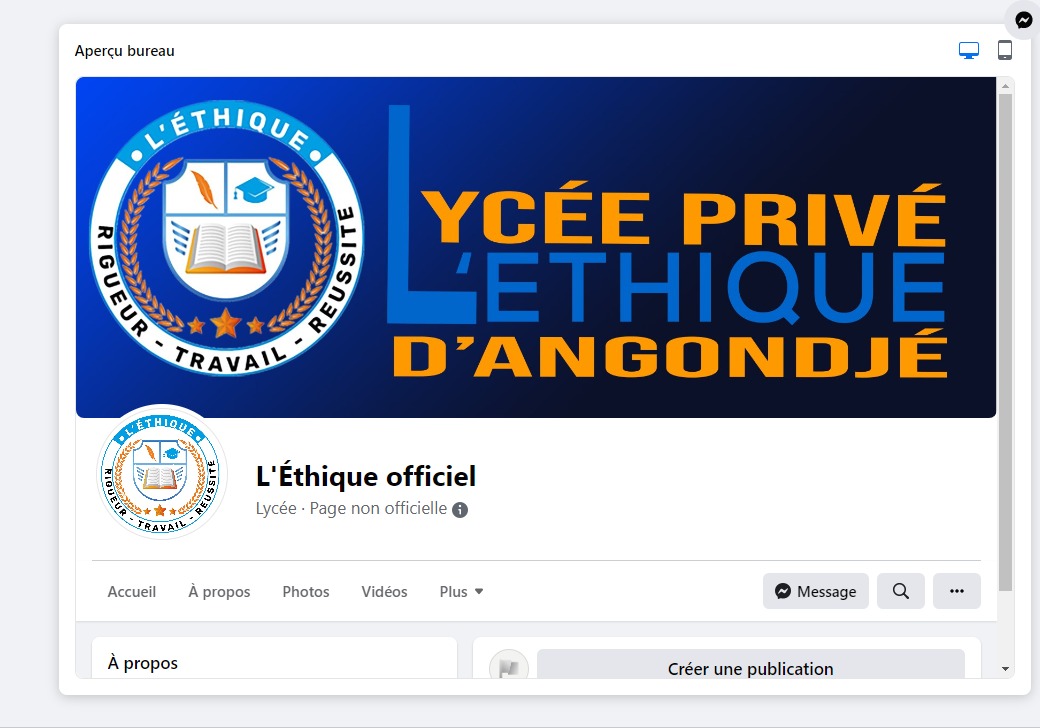 Aperçu bureau
L'ÉTHIQUE
RIGUEUR - TRAVAIL - REUSSITE
LYCÉE PRIVÉ
L'ETHIQUE
D'ANGONDJÉ
L'ÉTHIQUE
RIGUEUR - TRAVAIL - REUSSITE
L'Éthique officiel
Lycée · Page non officielle
Accueil À propos Photos Vidéos Plus Message
À propos
Créer une publication